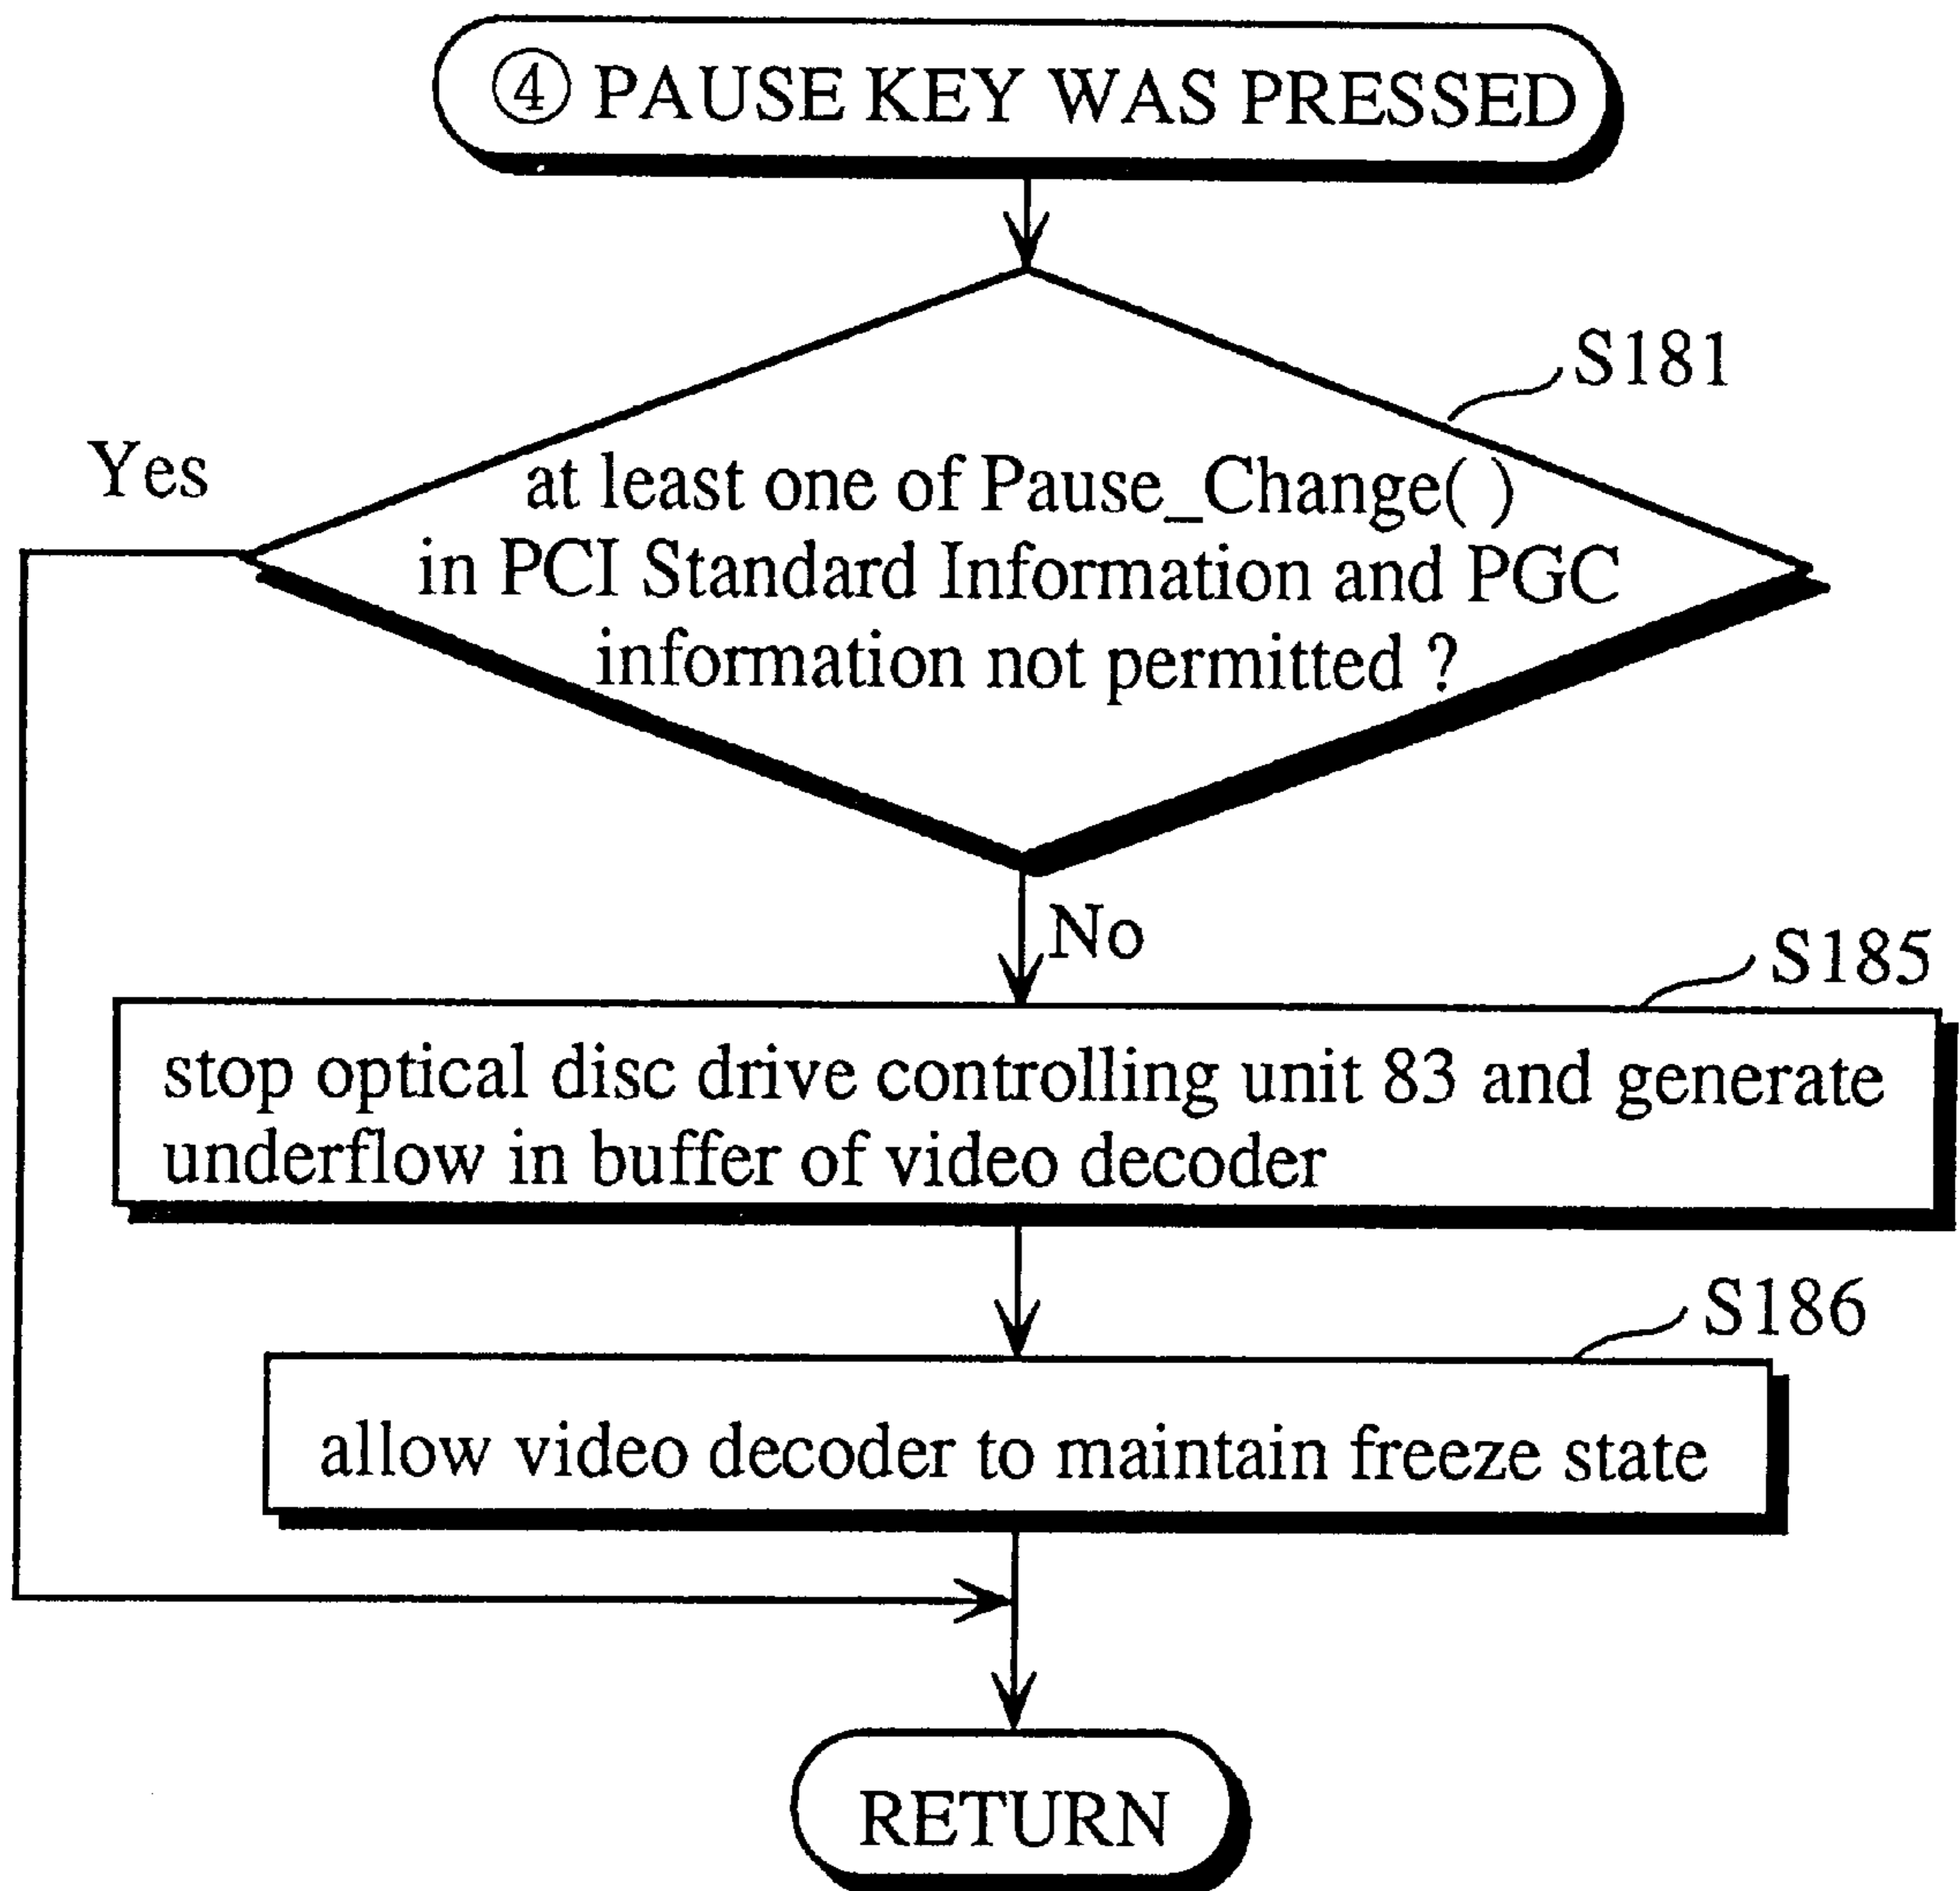 ④ PAUSE KEY WAS PRESSED
S181
Yes
at least one of Pause_Change( )
in PCI Standard Information and PGC
information not permitted ?
No
S185
stop optical disc drive controlling unit 83 and generate
underflow in buffer of video decoder
S186
allow video decoder to maintain freeze state
RETURN